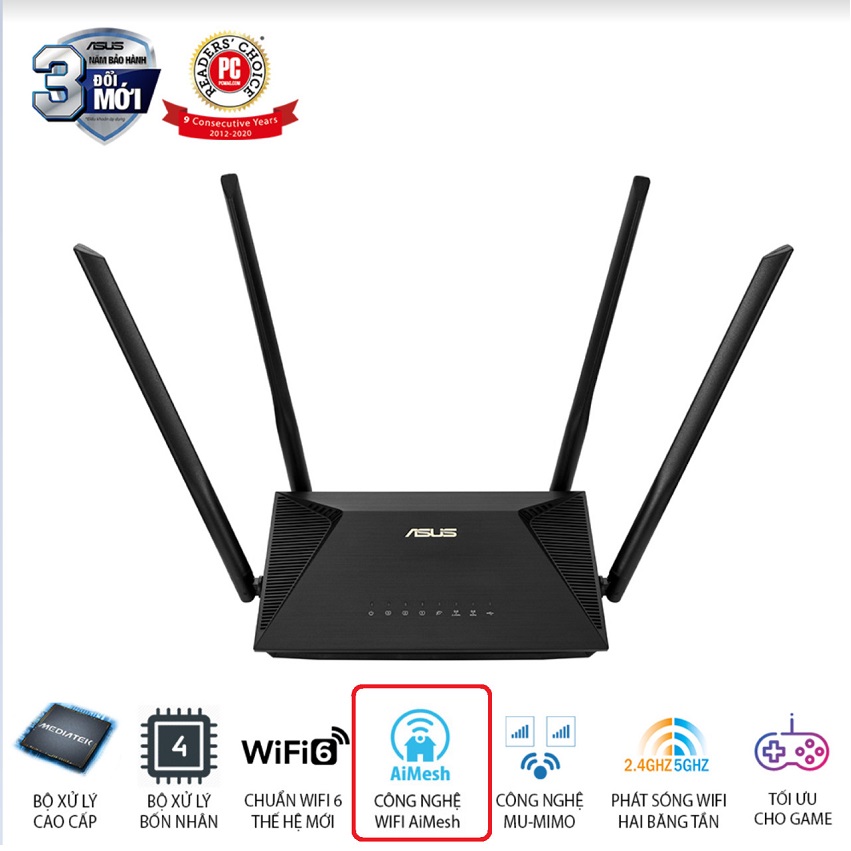 ASUS
3
NĂM BẢO HÀNH
ĐỔI
MỚI
READERS' CHOICE
PC
PCMAG.COM
9 Consecutive Years
2012-2020
ASUS
MEDIATEK
BỘ XỬ LÝ
CAO CẤP
4
BỘ XỬ LÝ
BỐN NHÂN
WiFi6
CHUẨN WIFI 6
THẾ HỆ MỚI
AiMesh
CÔNG NGHỆ
WIFI AiMesh
CÔNG NGHỆ
MU-MIMO
2.4GHZ 5GHZ
PHÁT SÓNG WIFI
HAI BĂNG TẦN
TỐI ƯU
CHO GAME